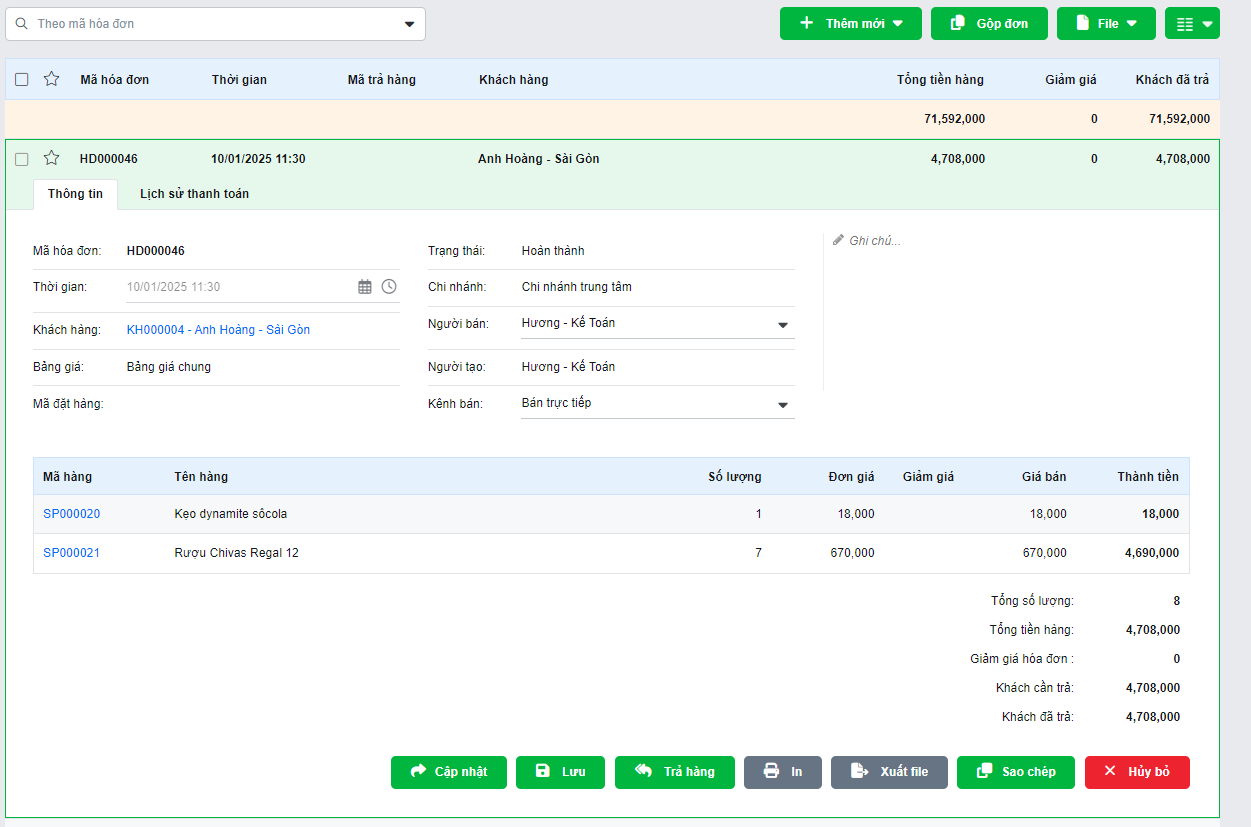 Theo mã hóa đơn Thêm mới Gộp đơn File
Mã hóa đơn Thời gian Mã trả hàng Khách hàng Tổng tiền hàng Giảm giá Khách đã trả
71,592,000 0 71,592,000
HD000046 10/01/2025 11:30 Anh Hoàng - Sài Gòn 4,708,000 0 4,708,000
Thông tin Lịch sử thanh toán
Mã hóa đơn: HD000046 Trạng thái: Hoàn thành Ghi chú...
Thời gian: 10/01/2025 11:30 Chi nhánh: Chi nhánh trung tâm
Khách hàng: KH000004 - Anh Hoàng - Sài Gòn Người bán: Hương - Kế Toán
Bảng giá: Bảng giá chung Người tạo: Hương - Kế Toán
Mã đặt hàng: Kênh bán: Bán trực tiếp
Mã hàng Tên hàng Số lượng Đơn giá Giảm giá Giá bán Thành tiền
SP000020 Kẹo dynamite sôcola 1 18,000 18,000 18,000
SP000021 Rượu Chivas Regal 12 7 670,000 670,000 4,690,000
Tổng số lượng: 8
Tổng tiền hàng: 4,708,000
Giảm giá hóa đơn : 0
Khách cần trả: 4,708,000
Khách đã trả: 4,708,000
Cập nhật Lưu Trả hàng In Xuất file Sao chép Hủy bỏ